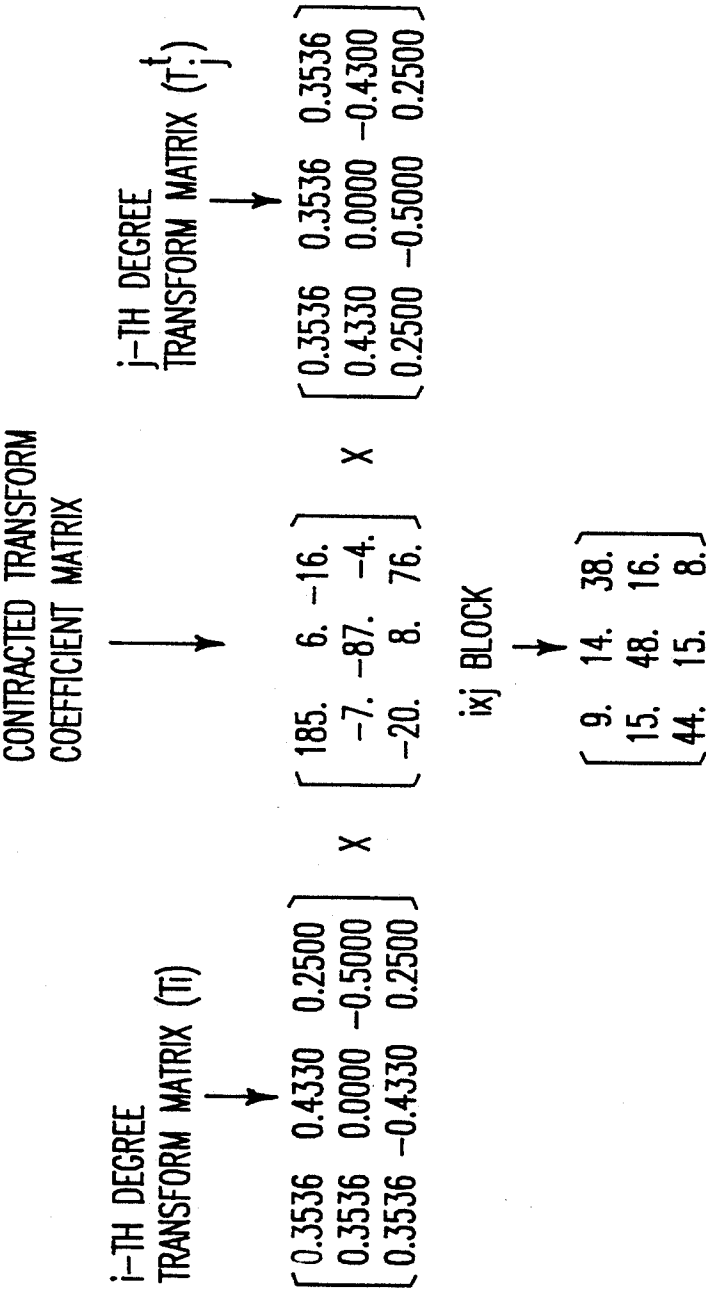 i-TH DEGREE
TRANSFORM MATRIX (Ti)
0.3536 0.4330 0.2500
0.3536 0.0000 -0.5000
0.3536 -0.4330 0.2500
X
CONTRACTED TRANSFORM
COEFFICIENT MATRIX
185. 6. -16.
-7. -87. -4.
-20. 8. 76.
X
j-TH DEGREE
TRANSFORM MATRIX (T^t_j)
0.3536 0.3536 0.3536
0.4330 0.0000 -0.4300
0.2500 -0.5000 0.2500
ixj BLOCK
9. 14. 38.
15. 48. 16.
44. 15. 8.